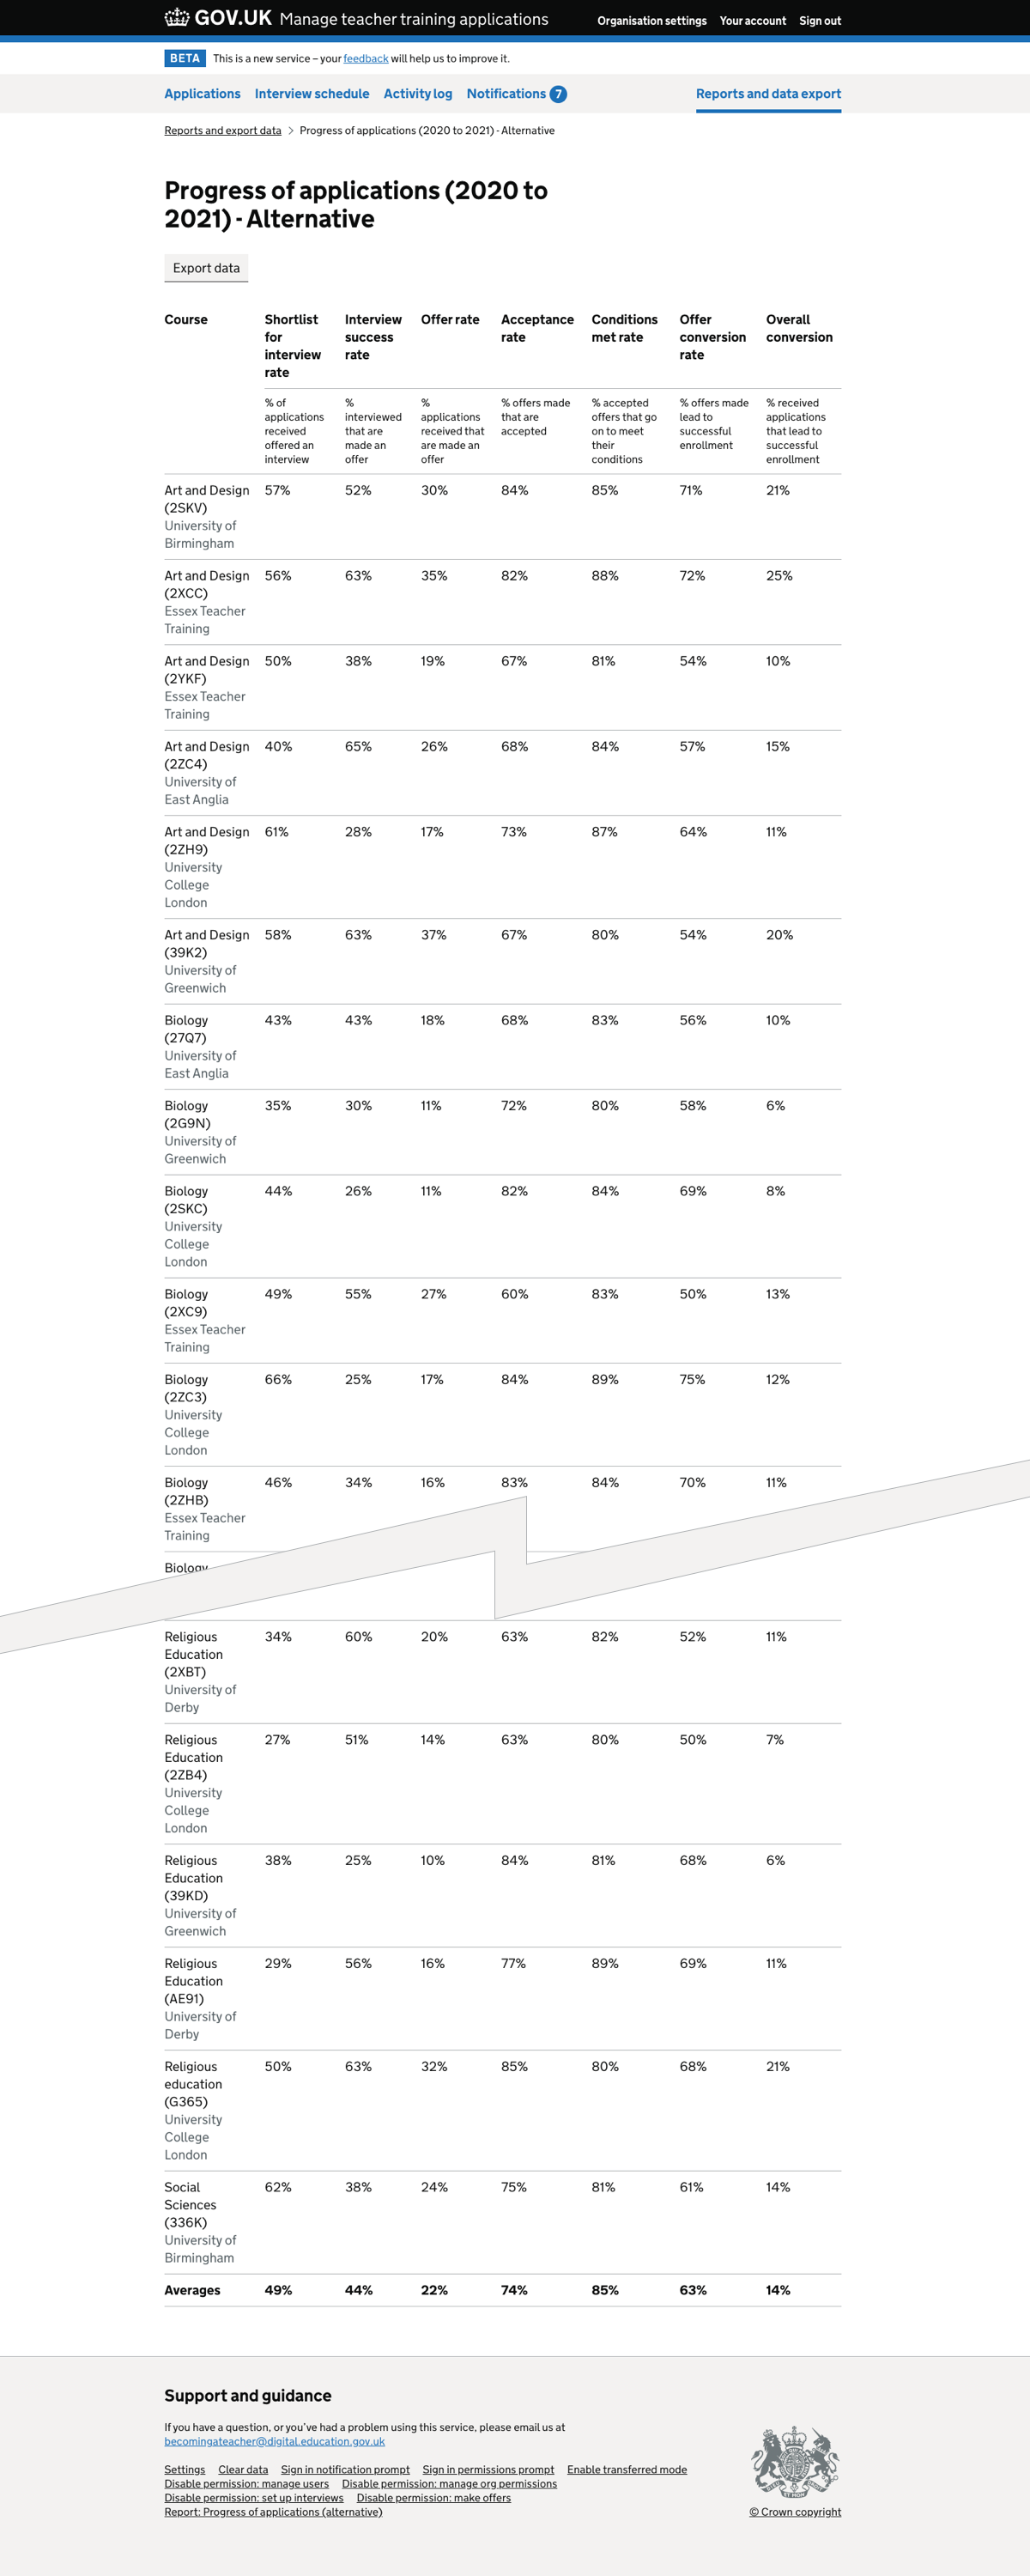 GOV.UK Manage teacher training applications
Organisation settings Your account Sign out
BETA This is a new service – your feedback will help us to improve it.
Applications Interview schedule Activity log Notifications 7 Reports and data export
Reports and export data > Progress of applications (2020 to 2021) - Alternative
Progress of applications (2020 to
2021) - Alternative
Export data
Course Shortlist Interview Offer rate Acceptance Conditions Offer Overall
for success rate met rate conversion conversion
interview rate rate
rate
% of % % % offers made % accepted % offers made % received
applications interviewed applications that are offers that go lead to applications
received that are received that accepted on to meet successful that lead to
offered an made an are made an their enrollment successful
interview offer offer conditions enrollment
Art and Design 57% 52% 30% 84% 85% 71% 21%
(2SKV)
University of
Birmingham
Art and Design 56% 63% 35% 82% 88% 72% 25%
(2XCC)
Essex Teacher
Training
Art and Design 50% 38% 19% 67% 81% 54% 10%
(2YKF)
Essex Teacher
Training
Art and Design 40% 65% 26% 68% 84% 57% 15%
(2ZC4)
University of
East Anglia
Art and Design 61% 28% 17% 73% 87% 64% 11%
(2ZH9)
University
College
London
Art and Design 58% 63% 37% 67% 80% 54% 20%
(39K2)
University of
Greenwich
Biology 43% 43% 18% 68% 83% 56% 10%
(27Q7)
University of
East Anglia
Biology 35% 30% 11% 72% 80% 58% 6%
(2G9N)
University of
Greenwich
Biology 44% 26% 11% 82% 84% 69% 8%
(2SKC)
University
College
London
Biology 49% 55% 27% 60% 83% 50% 13%
(2XC9)
Essex Teacher
Training
Biology 66% 25% 17% 84% 89% 75% 12%
(2ZC3)
University
College
London
Biology 46% 34% 16% 83% 84% 70% 11%
(2ZHB)
Essex Teacher
Training
Biology
Religious 34% 60% 20% 63% 82% 52% 11%
Education
(2XBT)
University of
Derby
Religious 27% 51% 14% 63% 80% 50% 7%
Education
(2ZB4)
University
College
London
Religious 38% 25% 10% 84% 81% 68% 6%
Education
(39KD)
University of
Greenwich
Religious 29% 56% 16% 77% 89% 69% 11%
Education
(AE91)
University of
Derby
Religious 50% 63% 32% 85% 80% 68% 21%
education
(G365)
University
College
London
Social 62% 38% 24% 75% 81% 61% 14%
Sciences
(336K)
University of
Birmingham
Averages 49% 44% 22% 74% 85% 63% 14%
Support and guidance
If you have a question, or you’ve had a problem using this service, please email us at
becomingateacher@digital.education.gov.uk
Settings Clear data Sign in notification prompt Sign in permissions prompt Enable transferred mode
Disable permission: manage users Disable permission: manage org permissions
Disable permission: set up interviews Disable permission: make offers
Report: Progress of applications (alternative)
© Crown copyright